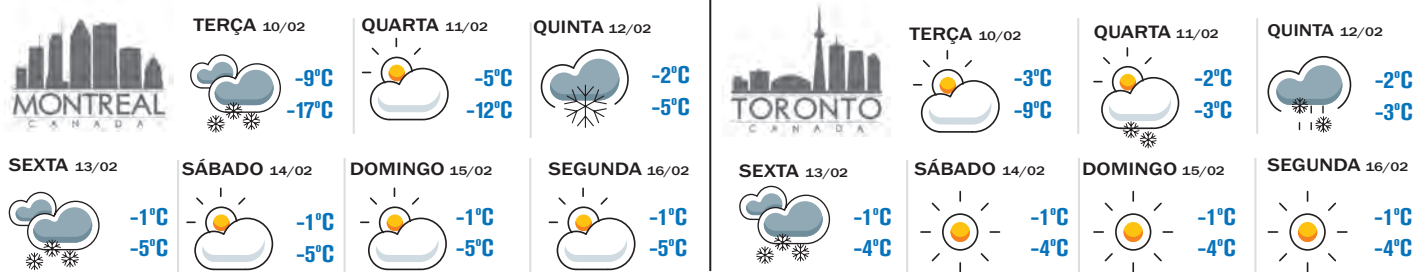 MONTREAL
CANADA
TERÇA 10/02
-9ºC
-17ºC
QUARTA 11/02
-5ºC
-12ºC
QUINTA 12/02
-2ºC
-5ºC
SEXTA 13/02
-1ºC
-5ºC
SÁBADO 14/02
-1ºC
-5ºC
DOMINGO 15/02
-1ºC
-5ºC
SEGUNDA 16/02
-1ºC
-5ºC
TORONTO
CANADA
TERÇA 10/02
-3ºC
-9ºC
QUARTA 11/02
-2ºC
-3ºC
QUINTA 12/02
-2ºC
-3ºC
SEXTA 13/02
-1ºC
-4ºC
SÁBADO 14/02
-1ºC
-4ºC
DOMINGO 15/02
-1ºC
-4ºC
SEGUNDA 16/02
-1ºC
-4ºC